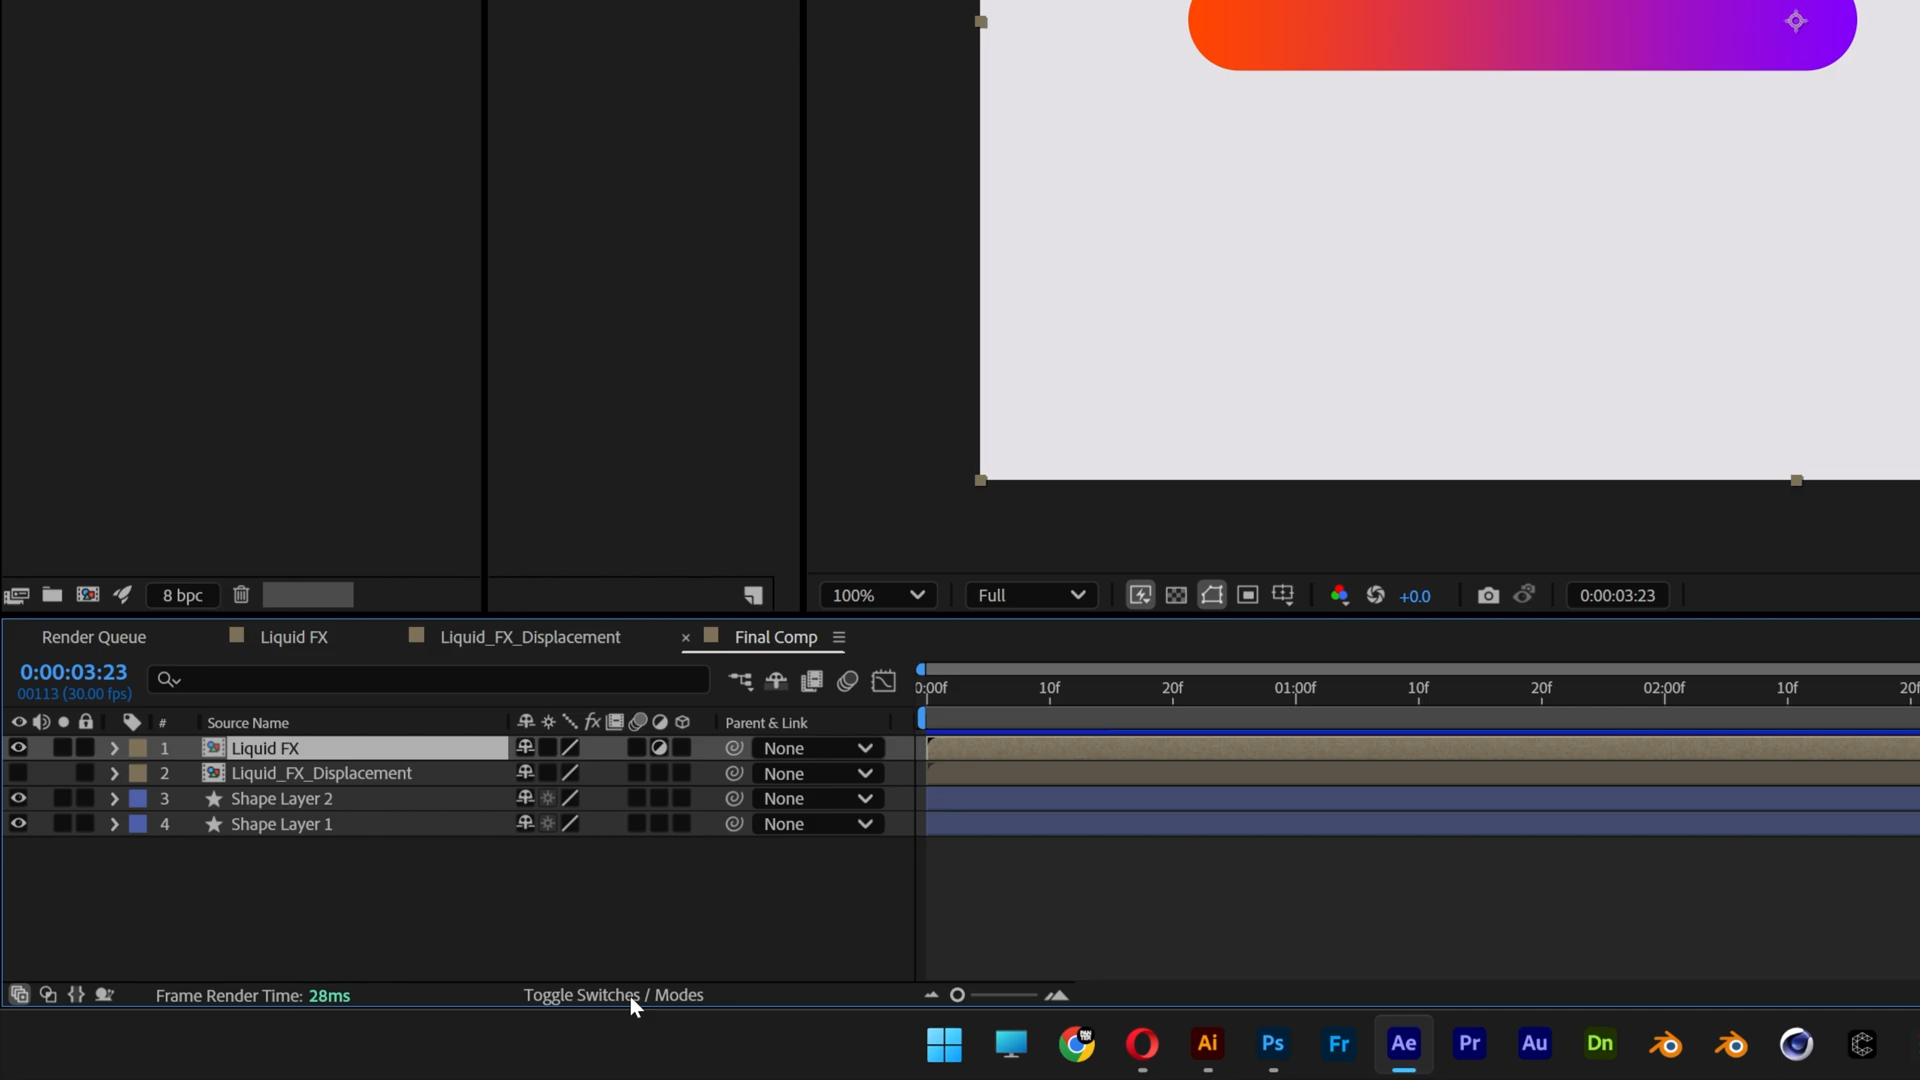 8 bpc
100%
Full
+0.0
0:00:03:23
Render Queue
Liquid FX
Liquid_FX_Displacement
Final Comp
0:00:03:23
00113 (30.00 fps)
0:00f 10f 20f 01:00f 10f 20f 02:00f 10f 20f
# Source Name fx Parent & Link
1 Liquid FX None
2 Liquid_FX_Displacement None
3 Shape Layer 2 None
4 Shape Layer 1 None
Frame Render Time: 28ms
Toggle Switches / Modes
Ai Ps Fr Ae Pr Au Dn